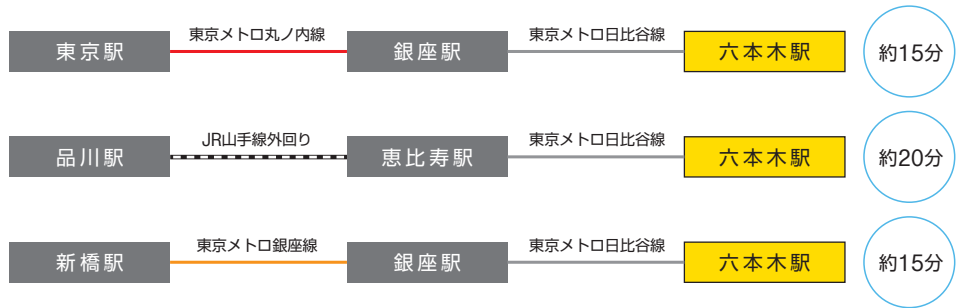 東京駅
東京メトロ丸ノ内線
銀座駅
東京メトロ日比谷線
六本木駅
約15分
品川駅
JR山手線外回り
恵比寿駅
東京メトロ日比谷線
六本木駅
約20分
新橋駅
東京メトロ銀座線
銀座駅
東京メトロ日比谷線
六本木駅
約15分